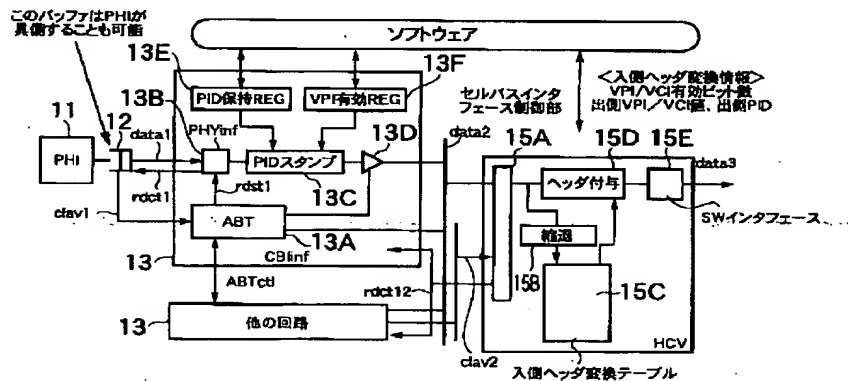 このバッファはPHIが
具備することも可能
ソフトウェア
13E
13F
PID保持REG
VPI有効REG
<入側ヘッダ変換情報>
VPI/VCI有効ビット数
出側VPI/VCI値、出側PID
セルバスインタ
フェース制御部
13B
PHYinf
11
12
data1
PHI
rdct1
PIDスタンプ
13C
13D
data2
15A
15D
15E
ヘッダ付与
data3
SWインタフェース
rdst1
clav1
ABT
13A
13
CBIinf
縮退
15B
15C
ABTctl
rdct12
13
他の回路
clav2
HCV
入側ヘッダ変換テーブル